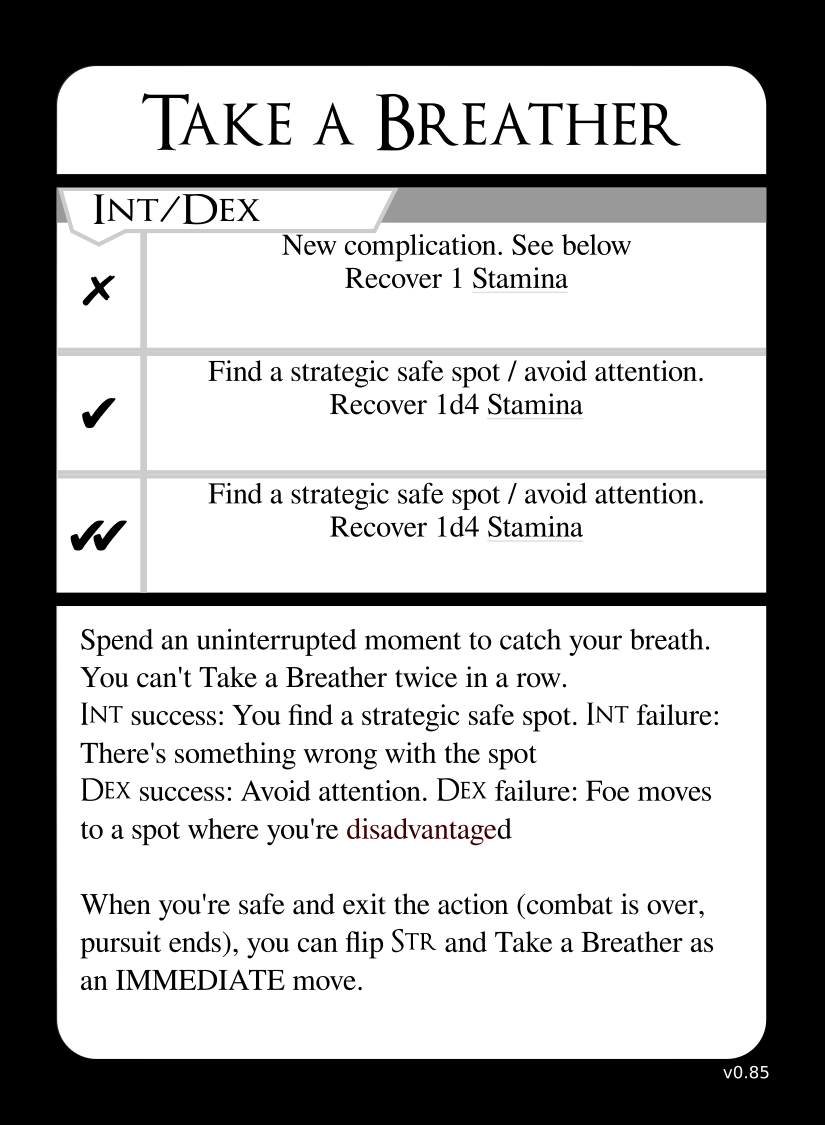 TAKE A BREATHER
INT/DEX
New complication. See below
✗
Recover 1 Stamina
Find a strategic safe spot / avoid attention.
✔
Recover 1d4 Stamina
Find a strategic safe spot / avoid attention.
✔✔
Recover 1d4 Stamina
Spend an uninterrupted moment to catch your breath.
You can't Take a Breather twice in a row.
INT success: You find a strategic safe spot. INT failure:
There's something wrong with the spot
DEX success: Avoid attention. DEX failure: Foe moves
to a spot where you're disadvantaged
When you're safe and exit the action (combat is over,
pursuit ends), you can flip STR and Take a Breather as
an IMMEDIATE move.
v0.85